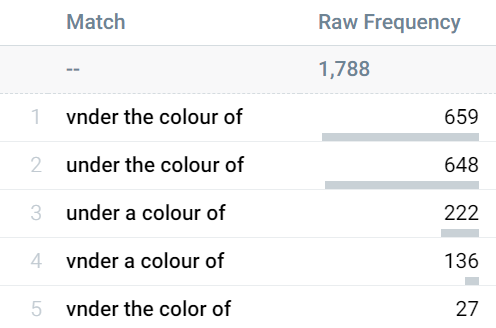 Match Raw Frequency
-- 1,788
1 vnder the colour of 659
2 under the colour of 648
3 under a colour of 222
4 vnder a colour of 136
5 vnder the color of 27